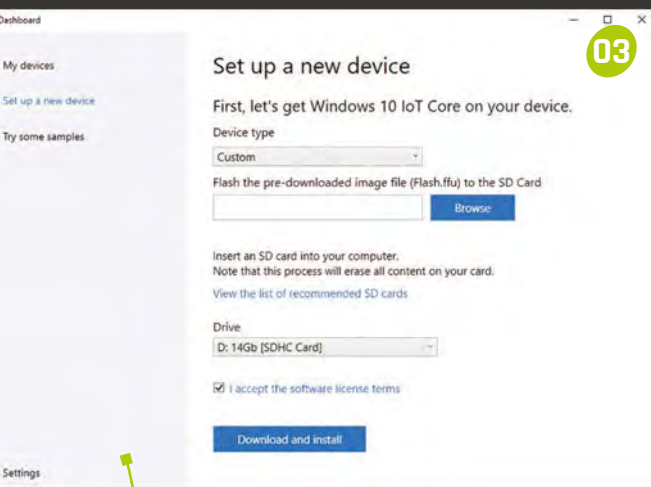 Dashboard
03
My devices
Set up a new device
Try some samples
Set up a new device
First, let's get Windows 10 IoT Core on your device.
Device type
Custom
Flash the pre-downloaded image file (Flash.ffu) to the SD Card
Browse
Insert an SD card into your computer.
Note that this process will erase all content on your card.
View the list of recommended SD cards
Drive
D: 14Gb [SDHC Card]
I accept the software license terms
Download and install
Settings